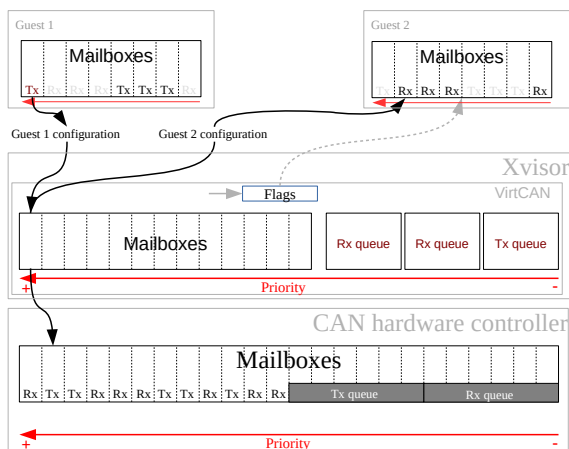 Guest 1
Mailboxes
Tx Rx Rx Rx Tx Tx Tx Rx
Guest 2
Mailboxes
Tx Rx Rx Rx Tx Tx Tx Rx
Guest 1 configuration
Guest 2 configuration
Xvisor
VirtCAN
Flags
Mailboxes
Rx queue
Rx queue
Tx queue
+ Priority -
CAN hardware controller
Mailboxes
Rx Tx Tx Rx Rx Rx Rx Tx Rx Tx Rx Rx Tx queue Rx queue
+ Priority -